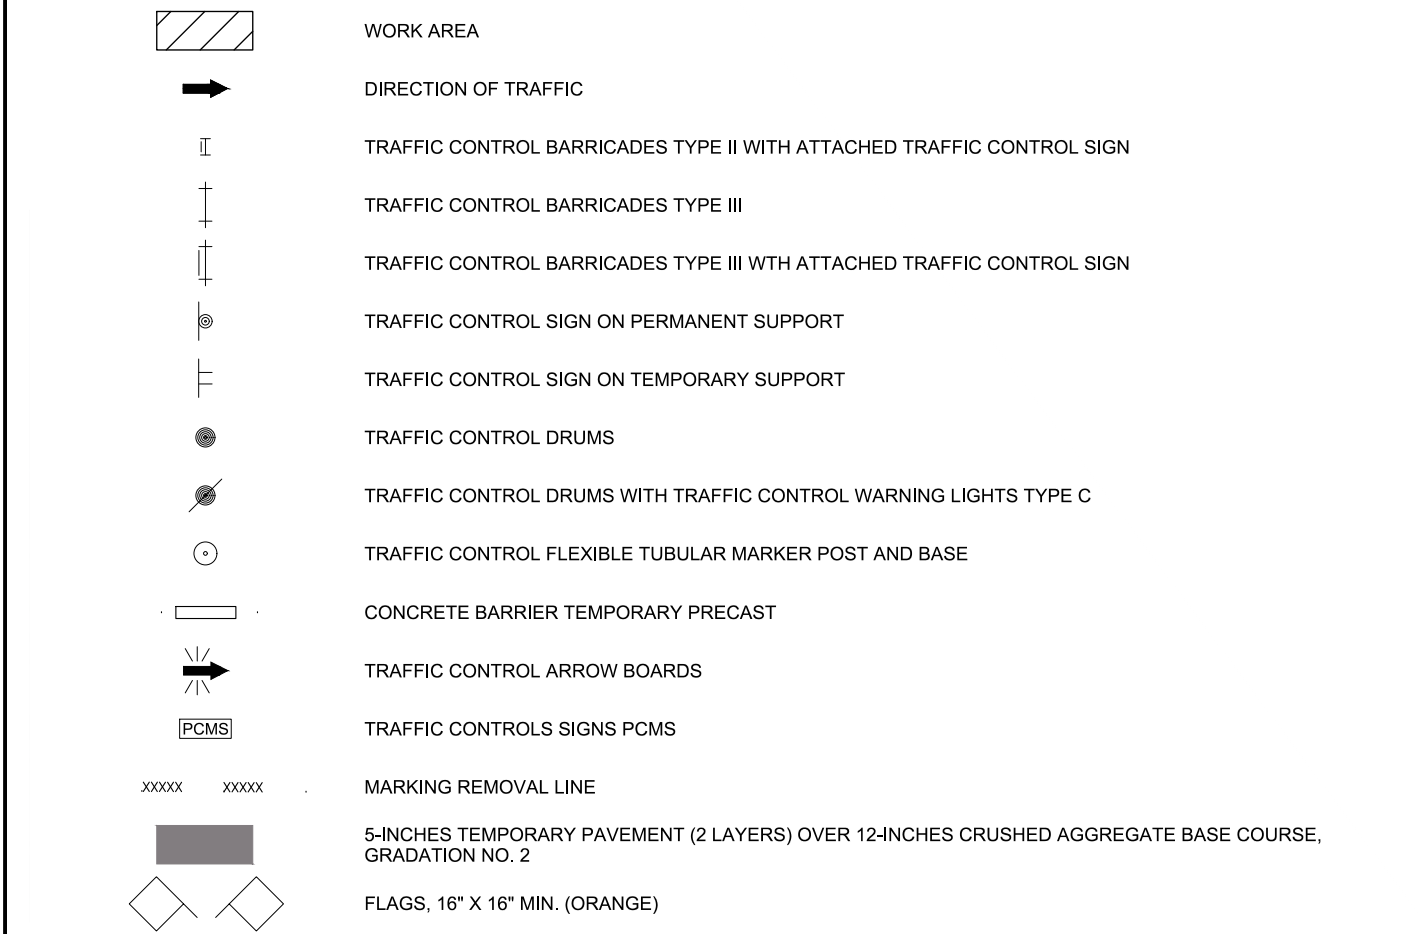 WORK AREA
DIRECTION OF TRAFFIC
TRAFFIC CONTROL BARRICADES TYPE II WITH ATTACHED TRAFFIC CONTROL SIGN
TRAFFIC CONTROL BARRICADES TYPE III
TRAFFIC CONTROL BARRICADES TYPE III WTH ATTACHED TRAFFIC CONTROL SIGN
TRAFFIC CONTROL SIGN ON PERMANENT SUPPORT
TRAFFIC CONTROL SIGN ON TEMPORARY SUPPORT
TRAFFIC CONTROL DRUMS
TRAFFIC CONTROL DRUMS WITH TRAFFIC CONTROL WARNING LIGHTS TYPE C
TRAFFIC CONTROL FLEXIBLE TUBULAR MARKER POST AND BASE
CONCRETE BARRIER TEMPORARY PRECAST
TRAFFIC CONTROL ARROW BOARDS
PCMS TRAFFIC CONTROLS SIGNS PCMS
XXXXX XXXXX MARKING REMOVAL LINE
5-INCHES TEMPORARY PAVEMENT (2 LAYERS) OVER 12-INCHES CRUSHED AGGREGATE BASE COURSE,
GRADATION NO. 2
FLAGS, 16" X 16" MIN. (ORANGE)